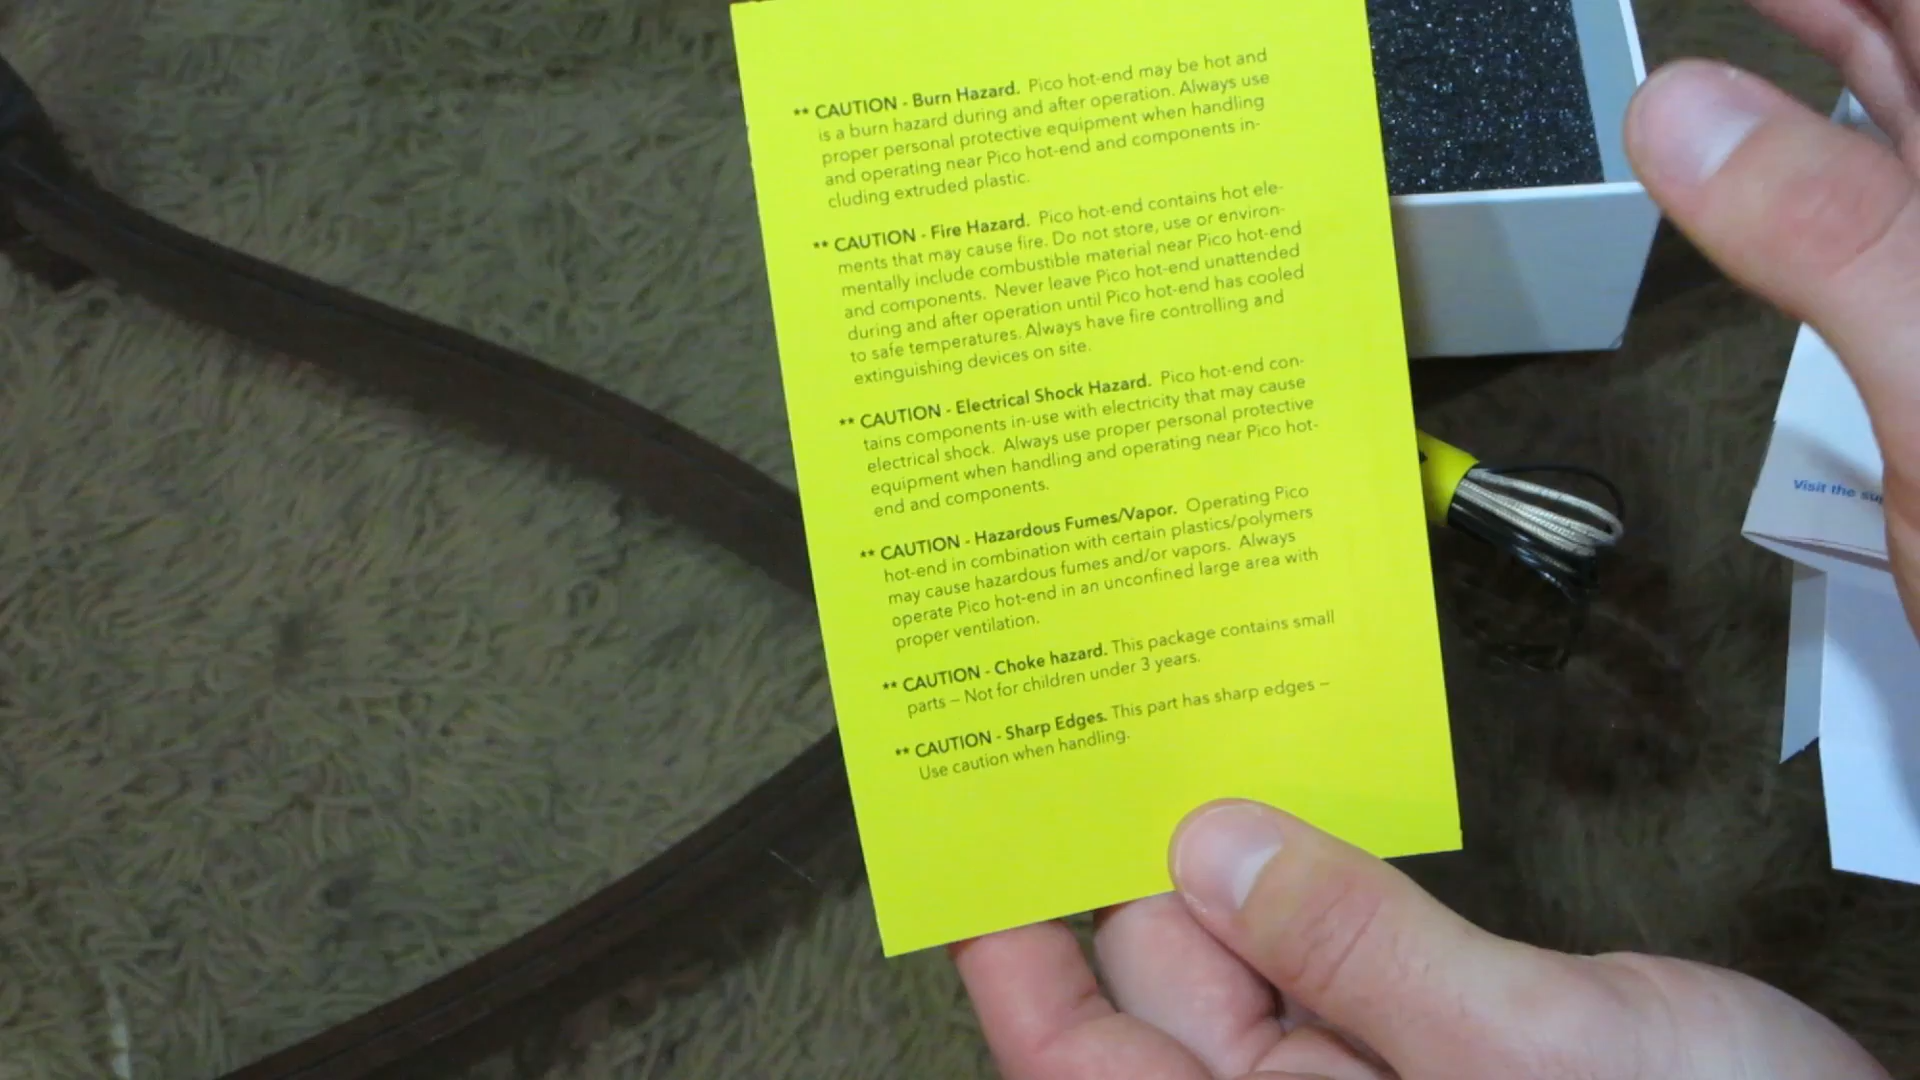 ** CAUTION - Burn Hazard. Pico hot-end may be hot and
is a burn hazard during and after operation. Always use
proper personal protective equipment when handling
and operating near Pico hot-end and components in-
cluding extruded plastic.
** CAUTION - Fire Hazard. Pico hot-end contains hot ele-
ments that may cause fire. Do not store, use or environ-
mentally include combustible material near Pico hot-end
and components. Never leave Pico hot-end unattended
during and after operation until Pico hot-end has cooled
to safe temperatures. Always have fire controlling and
extinguishing devices on site.
** CAUTION - Electrical Shock Hazard. Pico hot-end con-
tains components in-use with electricity that may cause
electrical shock. Always use proper personal protective
equipment when handling and operating near Pico hot-
end and components.
** CAUTION - Hazardous Fumes/Vapor. Operating Pico
hot-end in combination with certain plastics/polymers
may cause hazardous fumes and/or vapors. Always
operate Pico hot-end in an unconfined large area with
proper ventilation.
** CAUTION - Choke hazard. This package contains small
parts – Not for children under 3 years.
** CAUTION - Sharp Edges. This part has sharp edges –
Use caution when handling.
Visit the